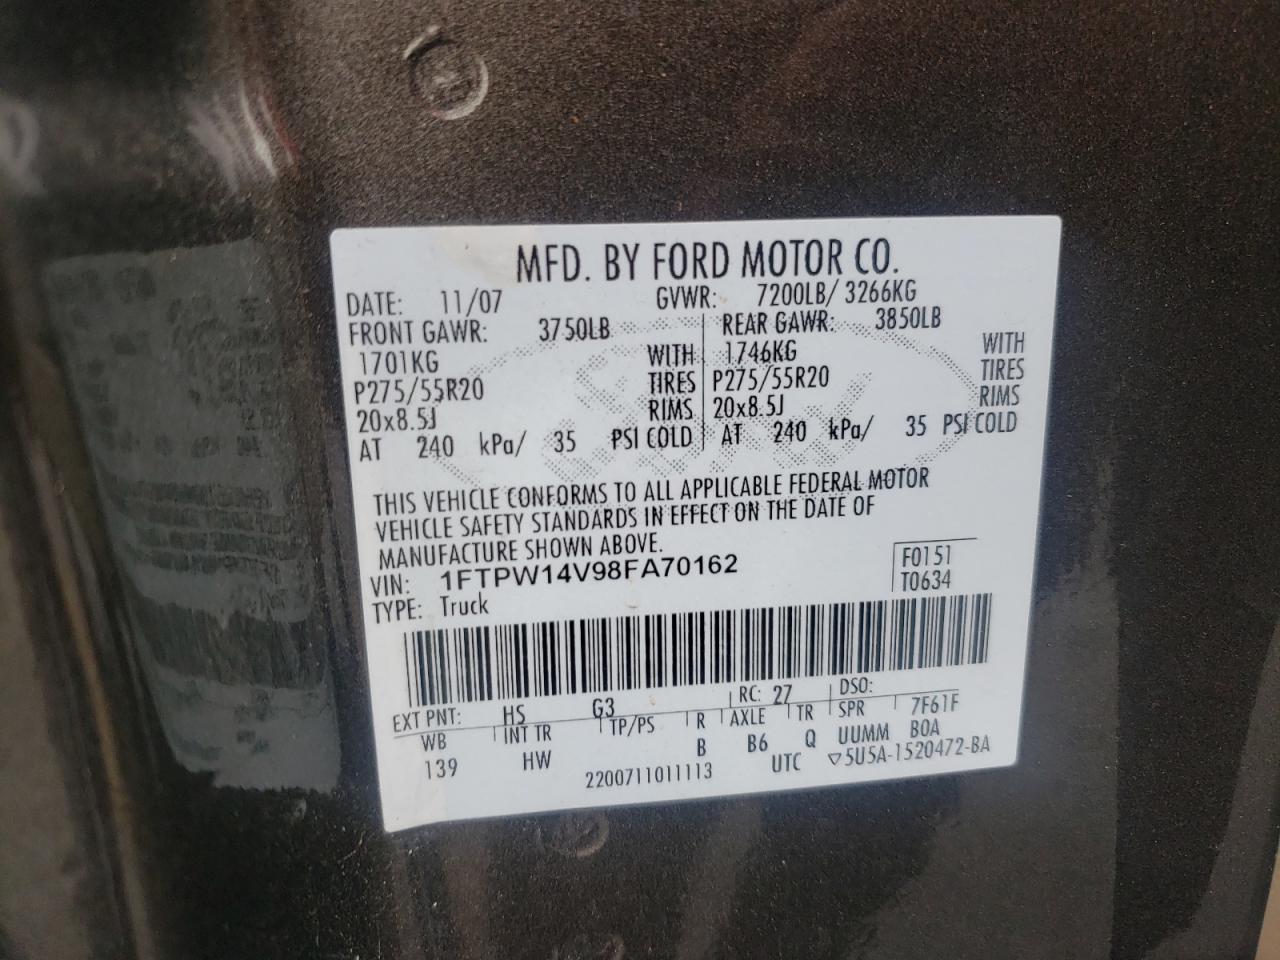 MFD. BY FORD MOTOR CO.
DATE: 11/07 GVWR: 7200LB/ 3266KG
FRONT GAWR: 3750LB REAR GAWR: 3850LB
1701KG WITH 1746KG WITH
P275/55R20 TIRES P275/55R20 TIRES
20x8.5J RIMS 20x8.5J RIMS
AT 240 kPa/ 35 PSI COLD AT 240 kPa/ 35 PSI COLD
THIS VEHICLE CONFORMS TO ALL APPLICABLE FEDERAL MOTOR
VEHICLE SAFETY STANDARDS IN EFFECT ON THE DATE OF
MANUFACTURE SHOWN ABOVE.
VIN: 1FTPW14V98FA70162 F0151
TYPE: Truck T0634
EXT PNT: HS G3 RC: 27 DSO:
WB INT TR TP/PS R AXLE TR SPR 7F61F
139 HW B B6 Q UUMM BOA
2200711011113 UTC ▽5U5A-1520472-BA